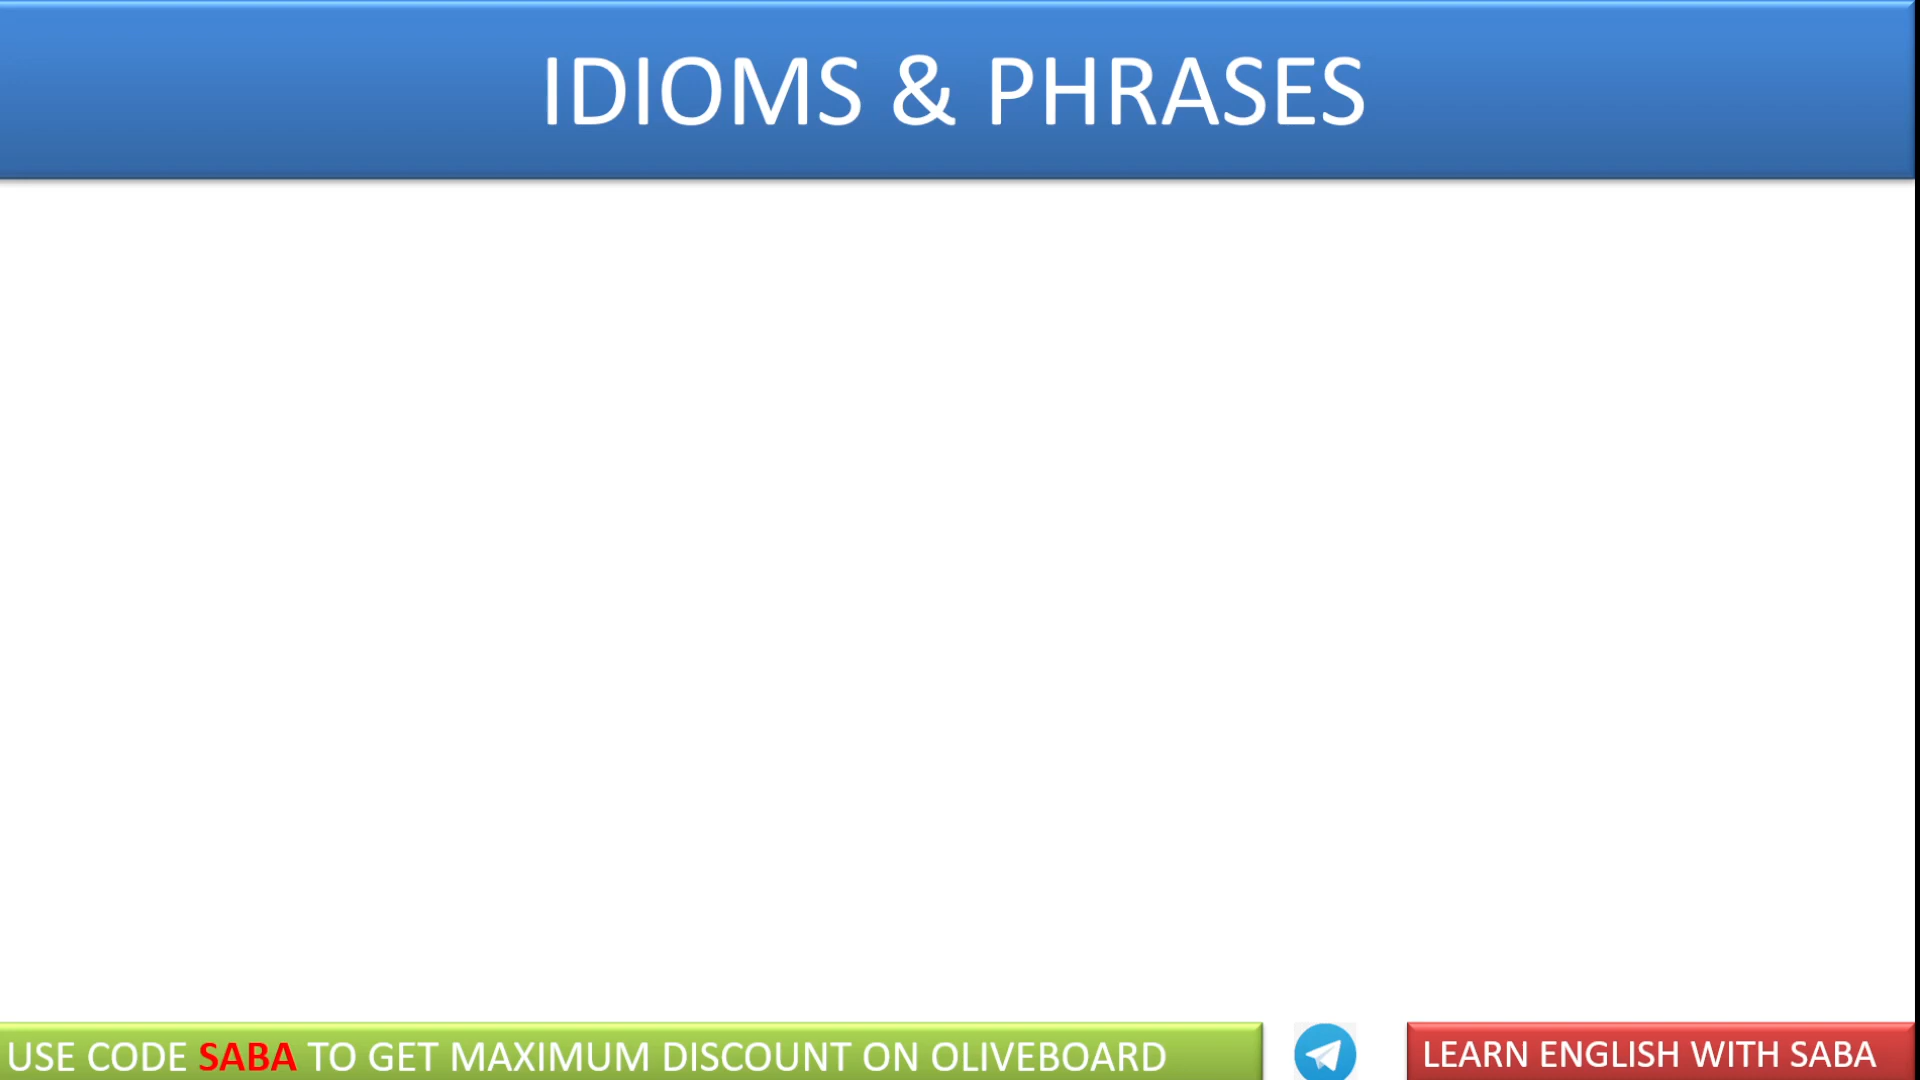 IDIOMS & PHRASES
USE CODE SABA TO GET MAXIMUM DISCOUNT ON OLIVEBOARD
LEARN ENGLISH WITH SABA